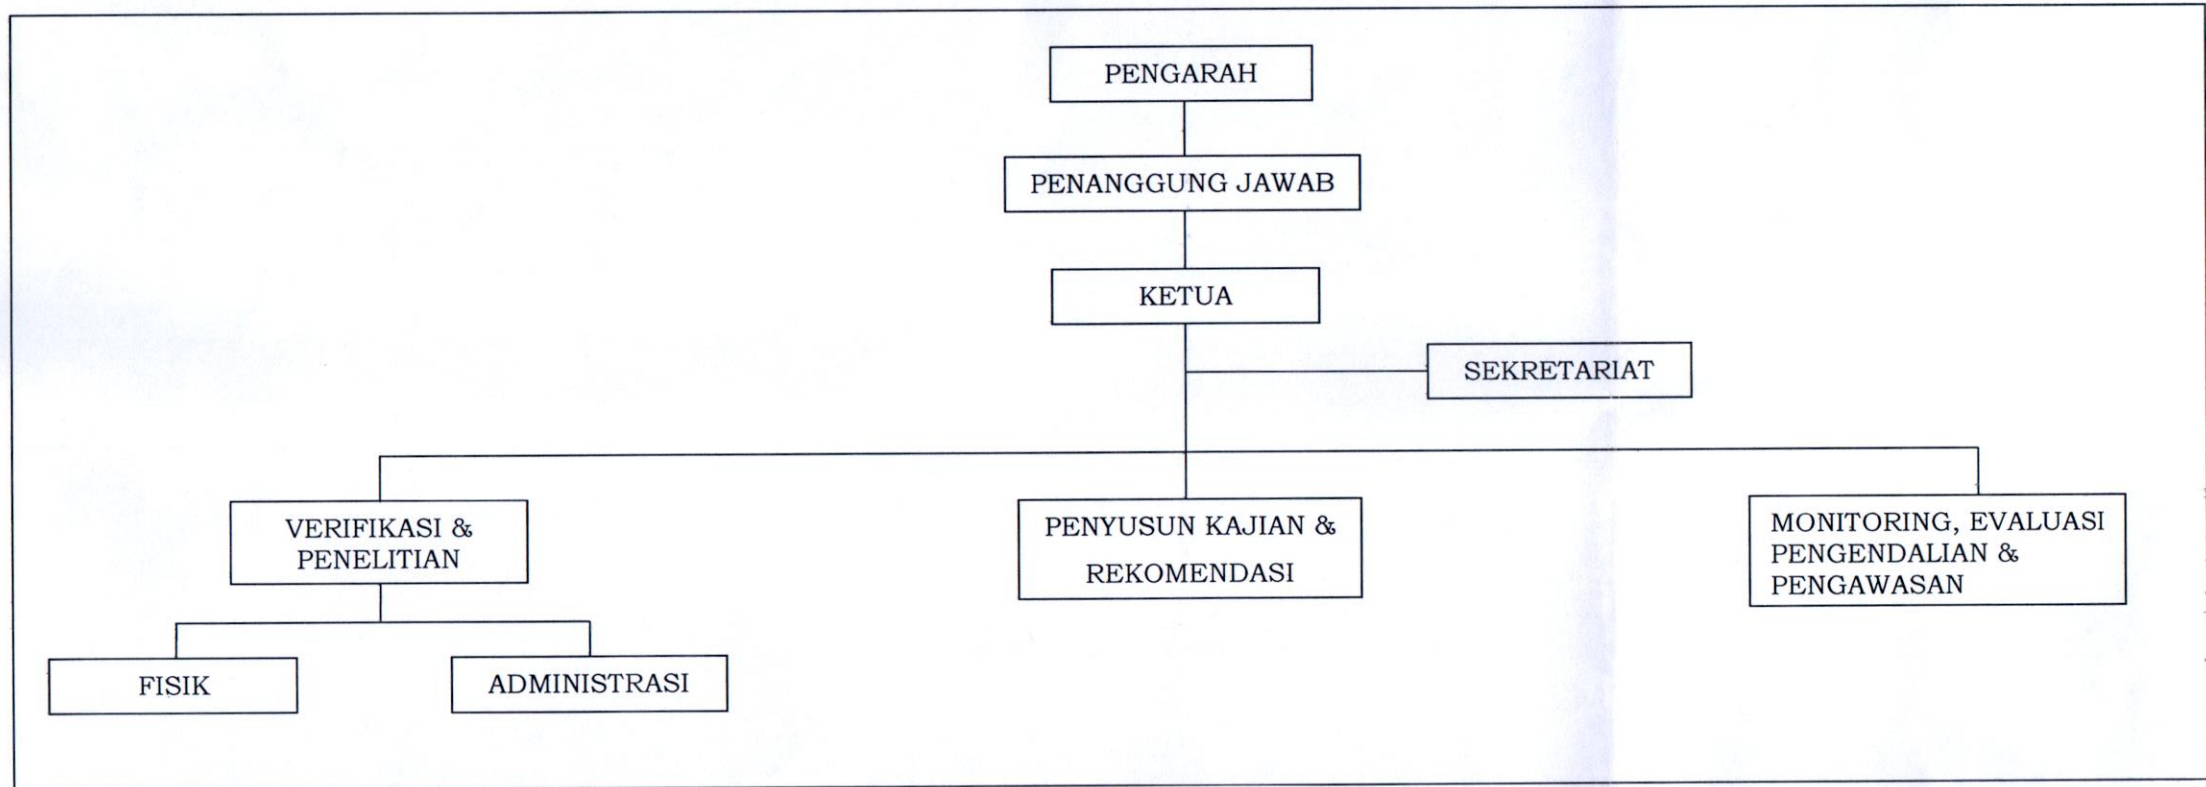 PENGARAH
PENANGGUNG JAWAB
KETUA
SEKRETARIAT
VERIFIKASI &
PENELITIAN
PENYUSUN KAJIAN &
REKOMENDASI
MONITORING, EVALUASI
PENGENDALIAN &
PENGAWASAN
FISIK
ADMINISTRASI